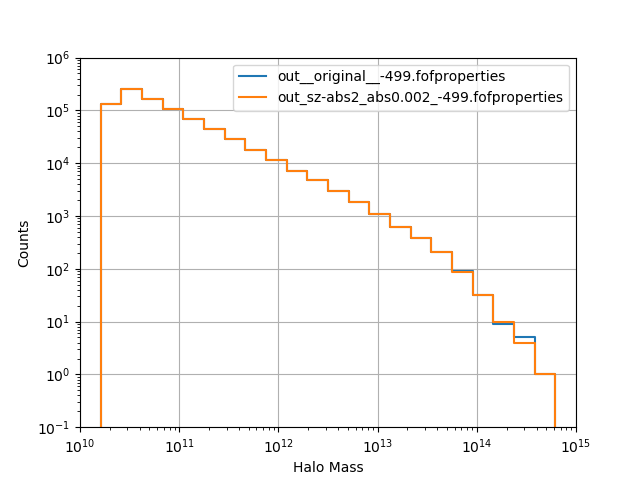 out__original__-499.fofproperties
out_sz-abs2_abs0.002_-499.fofproperties
Counts
10^6
10^5
10^4
10^3
10^2
10^1
10^0
10^-1
10^10 10^11 10^12 10^13 10^14 10^15
Halo Mass